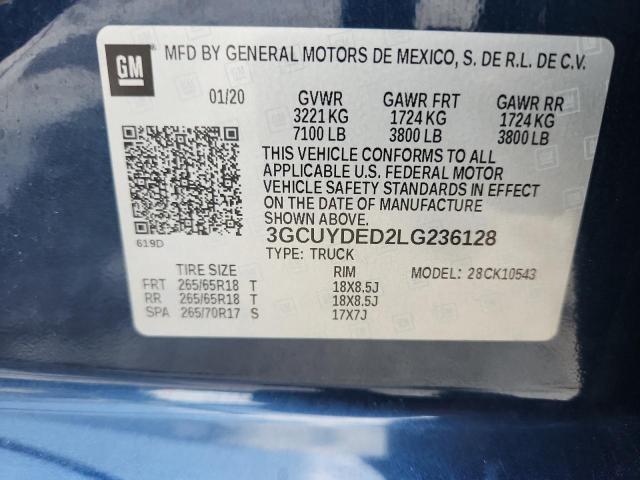 GM
MFD BY GENERAL MOTORS DE MEXICO, S. DE R.L. DE C.V.
01/20 GVWR GAWR FRT GAWR RR
3221 KG 1724 KG 1724 KG
7100 LB 3800 LB 3800 LB
THIS VEHICLE CONFORMS TO ALL
APPLICABLE U.S. FEDERAL MOTOR
VEHICLE SAFETY STANDARDS IN EFFECT
ON THE DATE OF MANUFACTURE
SHOWN ABOVE.
619D
3GCUYDED2LG236128
TYPE: TRUCK MODEL: 28CK10543
TIRE SIZE RIM
FRT 265/65R18 T 18X8.5J
RR 265/65R18 T 18X8.5J
SPA 265/70R17 S 17X7J